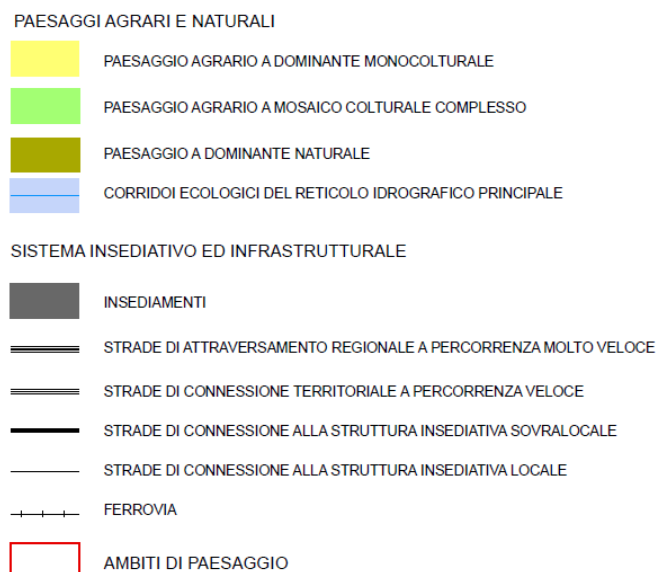 PAESAGGI AGRARI E NATURALI
PAESAGGIO AGRARIO A DOMINANTE MONOCOLTURALE
PAESAGGIO AGRARIO A MOSAICO COLTURALE COMPLESSO
PAESAGGIO A DOMINANTE NATURALE
CORRIDOI ECOLOGICI DEL RETICOLO IDROGRAFICO PRINCIPALE
SISTEMA INSEDIATIVO ED INFRASTRUTTURALE
INSEDIAMENTI
STRADE DI ATTRAVERSAMENTO REGIONALE A PERCORRENZA MOLTO VELOCE
STRADE DI CONNESSIONE TERRITORIALE A PERCORRENZA VELOCE
STRADE DI CONNESSIONE ALLA STRUTTURA INSEDIATIVA SOVRALOCALE
STRADE DI CONNESSIONE ALLA STRUTTURA INSEDIATIVA LOCALE
FERROVIA
AMBITI DI PAESAGGIO